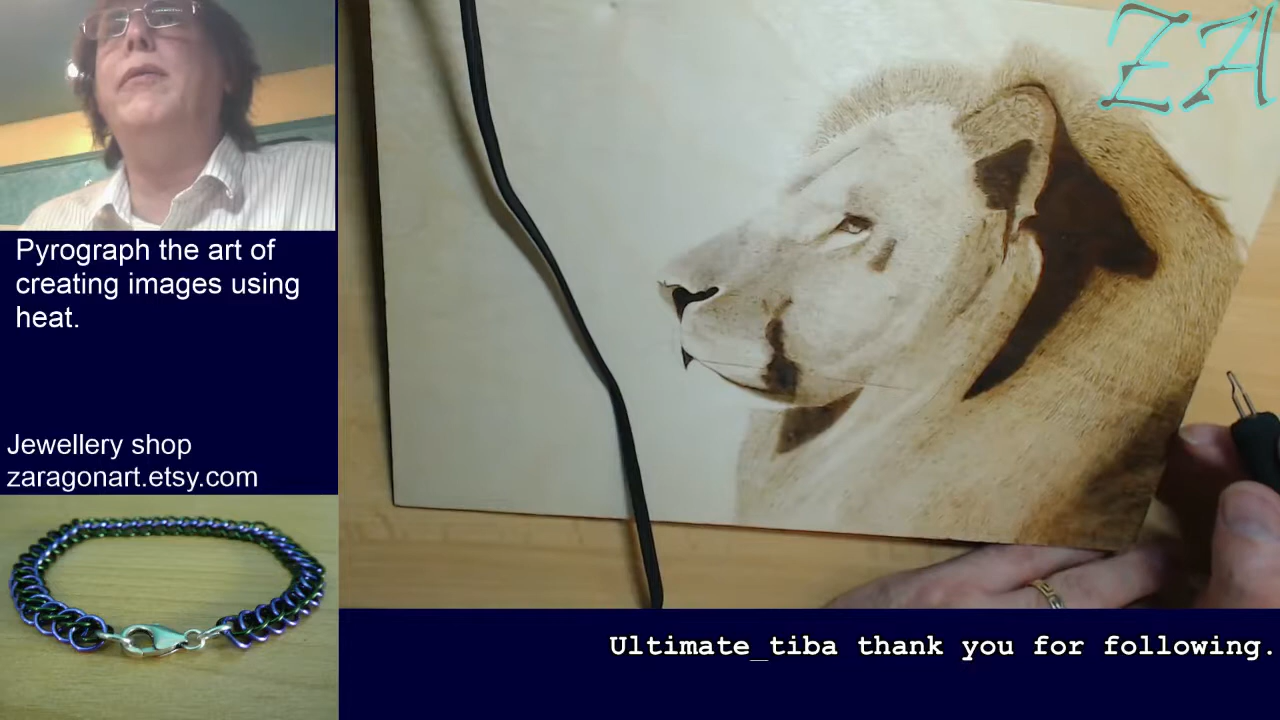 ZA
Pyrograph the art of
creating images using
heat.
Jewellery shop
zaragonart.etsy.com
Ultimate_tiba thank you for following.